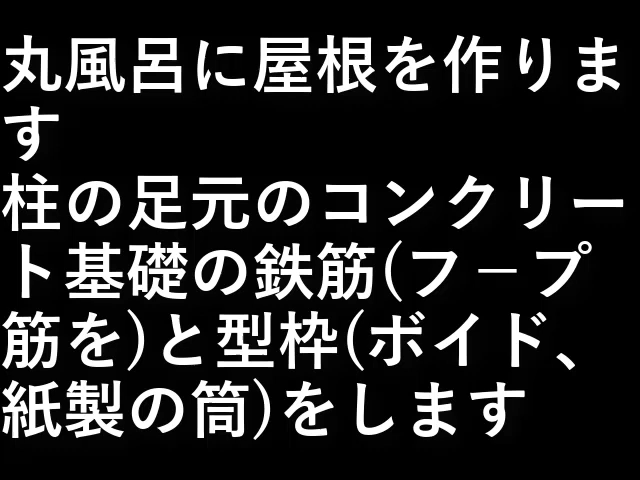 丸風呂に屋根を作りま
す
柱の足元のコンクリー
ト基礎の鉄筋(フ－プ
筋を)と型枠(ボイド、
紙製の筒)をします